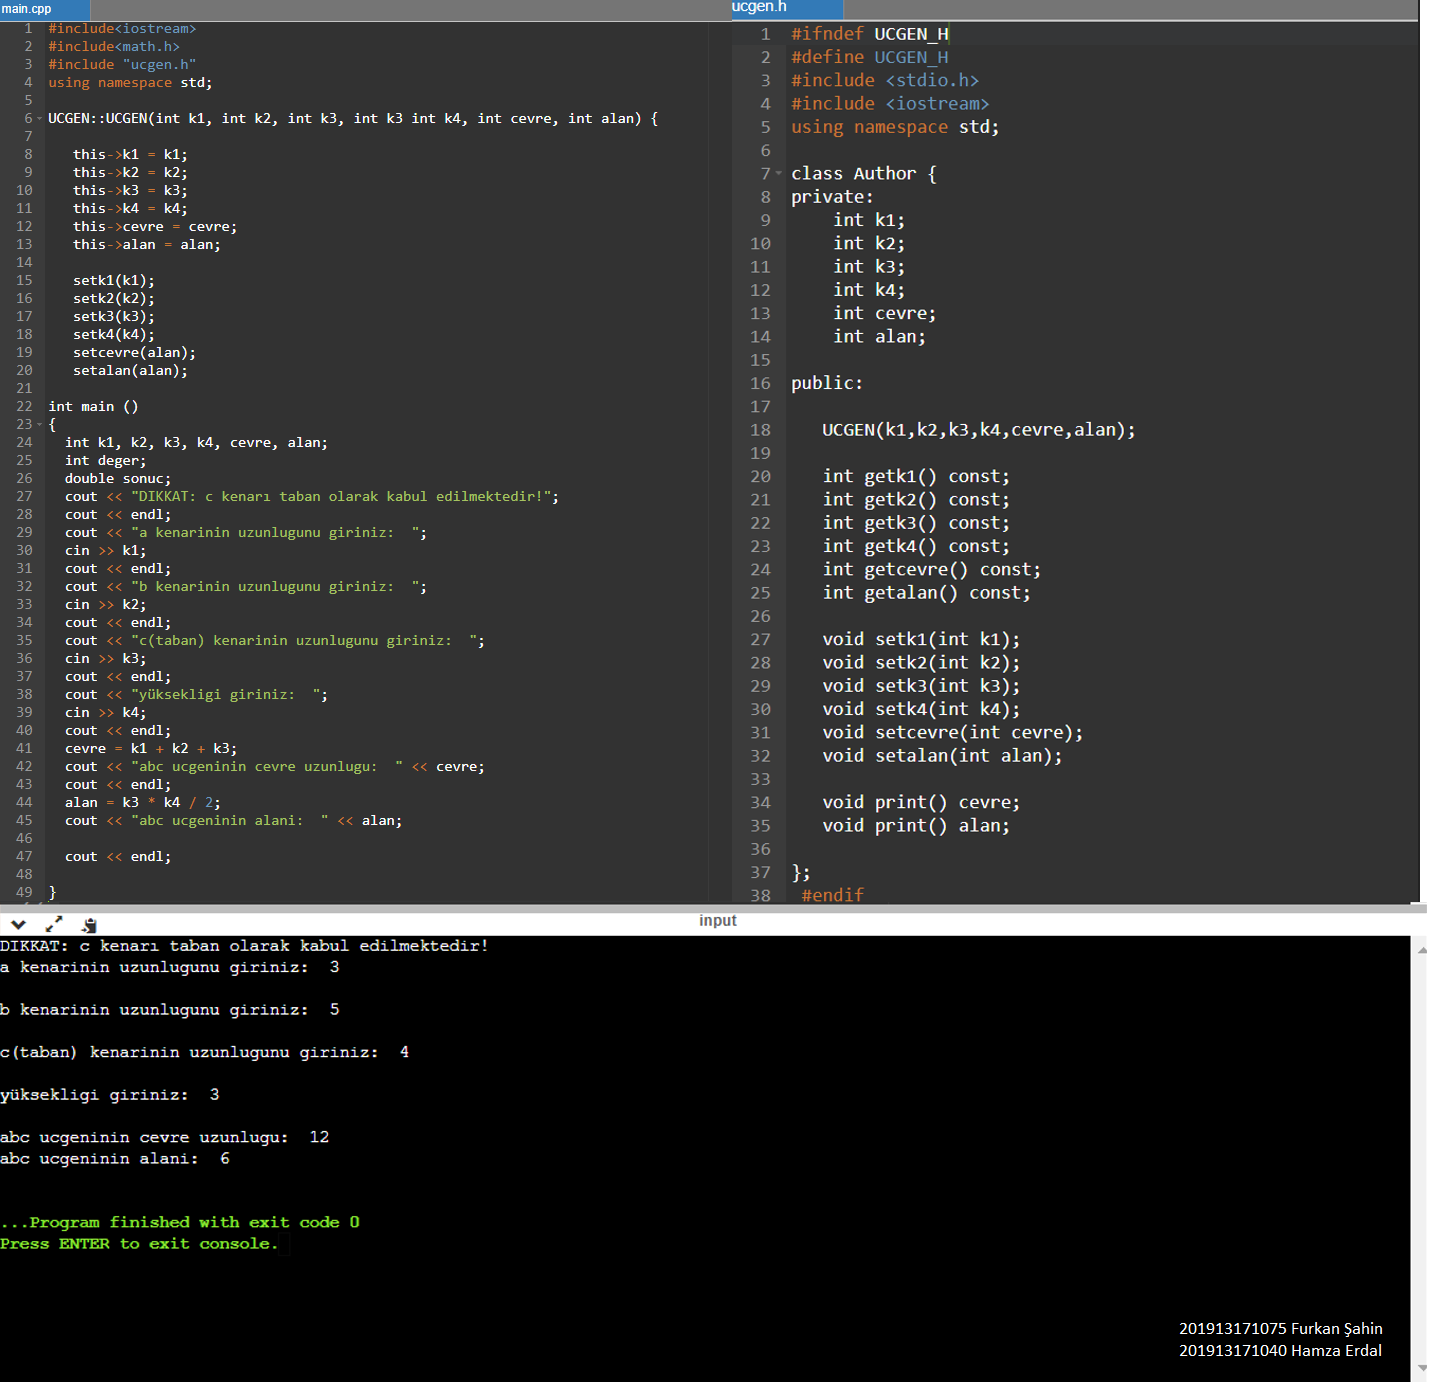 main.cpp
1 #include<iostream>
2 #include<math.h>
3 #include "ucgen.h"
4 using namespace std;
5
6 UCGEN::UCGEN(int k1, int k2, int k3, int k3 int k4, int cevre, int alan) {
7
8 this->k1 = k1;
9 this->k2 = k2;
10 this->k3 = k3;
11 this->k4 = k4;
12 this->cevre = cevre;
13 this->alan = alan;
14
15 setk1(k1);
16 setk2(k2);
17 setk3(k3);
18 setk4(k4);
19 setcevre(alan);
20 setalan(alan);
21
22 int main ()
23 {
24 int k1, k2, k3, k4, cevre, alan;
25 int deger;
26 double sonuc;
27 cout << "DIKKAT: c kenarı taban olarak kabul edilmektedir!";
28 cout << endl;
29 cout << "a kenarinin uzunlugunu giriniz:  ";
30 cin >> k1;
31 cout << endl;
32 cout << "b kenarinin uzunlugunu giriniz:  ";
33 cin >> k2;
34 cout << endl;
35 cout << "c(taban) kenarinin uzunlugunu giriniz:  ";
36 cin >> k3;
37 cout << endl;
38 cout << "yüksekligi giriniz:  ";
39 cin >> k4;
40 cout << endl;
41 cevre = k1 + k2 + k3;
42 cout << "abc ucgeninin cevre uzunlugu:  " << cevre;
43 cout << endl;
44 alan = k3 * k4 / 2;
45 cout << "abc ucgeninin alani:  " << alan;
46
47 cout << endl;
48
49 }
ucgen.h
1 #ifndef UCGEN_H
2 #define UCGEN_H
3 #include <stdio.h>
4 #include <iostream>
5 using namespace std;
6
7 class Author {
8 private:
9 int k1;
10 int k2;
11 int k3;
12 int k4;
13 int cevre;
14 int alan;
15
16 public:
17
18 UCGEN(k1,k2,k3,k4,cevre,alan);
19
20 int getk1() const;
21 int getk2() const;
22 int getk3() const;
23 int getk4() const;
24 int getcevre() const;
25 int getalan() const;
26
27 void setk1(int k1);
28 void setk2(int k2);
29 void setk3(int k3);
30 void setk4(int k4);
31 void setcevre(int cevre);
32 void setalan(int alan);
33
34 void print() cevre;
35 void print() alan;
36
37 };
38 #endif
input
DIKKAT: c kenarı taban olarak kabul edilmektedir!
a kenarinin uzunlugunu giriniz:  3
b kenarinin uzunlugunu giriniz:  5
c(taban) kenarinin uzunlugunu giriniz:  4
yüksekligi giriniz:  3
abc ucgeninin cevre uzunlugu:  12
abc ucgeninin alani:  6
...Program finished with exit code 0
Press ENTER to exit console.
201913171075 Furkan Şahin
201913171040 Hamza Erdal